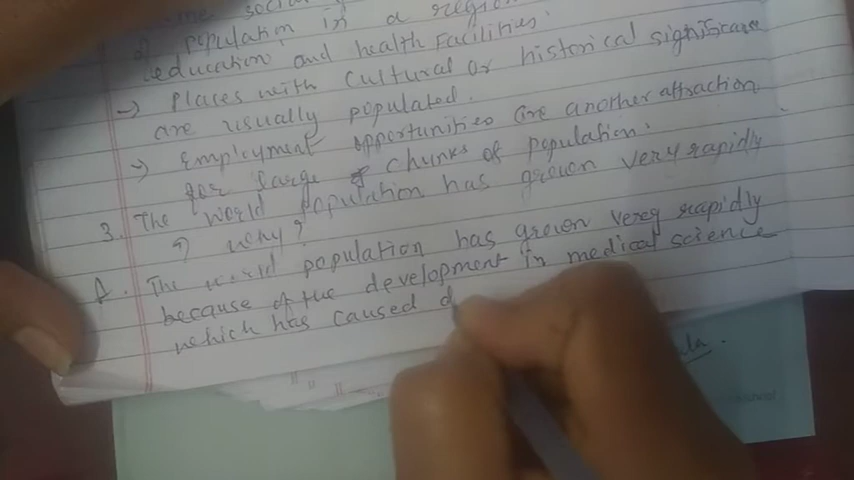 social
of population in a region
education and health facilities.
→ Places with cultural or historical significance
are usually populated.
→ Employment opportunities are another attraction
for large chunks of population.
3. The world population has grown very rapidly
? why?
A. The world population has grown very rapidly
because of the development in medical science
which has caused d